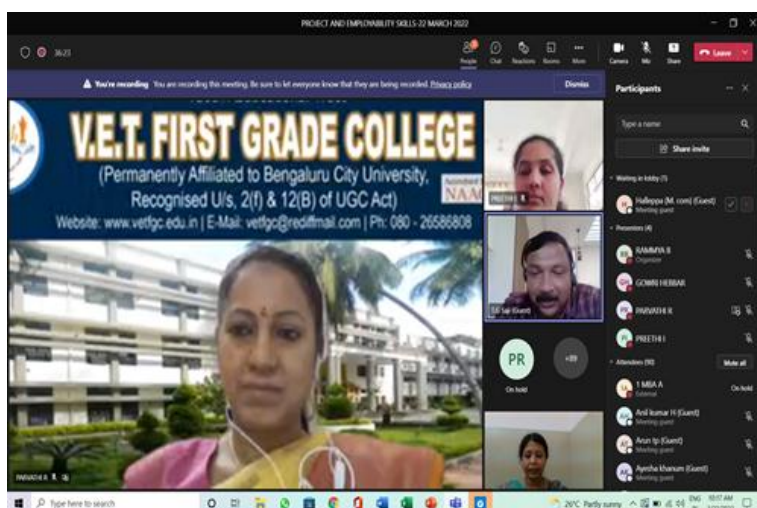 PROJECT AND EMPLOYABILITY SKILLS-22 MARCH 2022
36:23
People
Chat
Reactions
Rooms
More
Camera
Mic
Share
Leave
You're recording You are recording this meeting. Be sure to let everyone know that they are being recorded. Privacy policy
Dismiss
Participants
V.E.T. FIRST GRADE COLLEGE
(Permanently Affiliated to Bengaluru City University,
Recognised U/s, 2(f) & 12(B) of UGC Act)
NAAC
Website: www.vetfgc.edu.in | E-Mail: vetfgc@rediffmail.com | Ph: 080 - 26586808
PARVATHI R
PREETHI I
PR
On hold
+89
Type a name
Share invite
Waiting in lobby (1)
Halleppa (M. com) (Guest)
Meeting guest
Presenters (4)
RAMMYA B
Organizer
GOWRI HEBBAR
PARVATHI R
PREETHI I
Attendees (90)
Mute all
1 MBA A
External
On hold
Anil kumar H (Guest)
Meeting guest
Arun tp (Guest)
Meeting guest
Ayesha khanum (Guest)
Meeting guest
Type here to search
26°C Partly sunny
ENG
10:17 AM